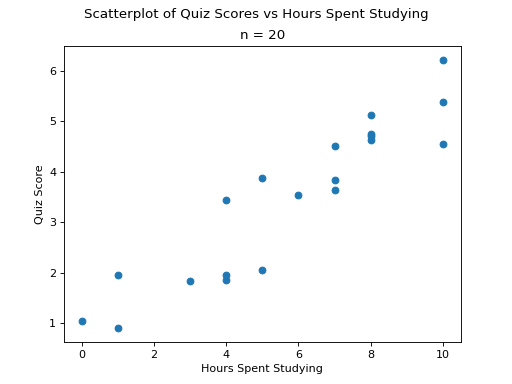 Scatterplot of Quiz Scores vs Hours Spent Studying
n = 20
6
5
4
3
2
1
Quiz Score
0 2 4 6 8 10
Hours Spent Studying